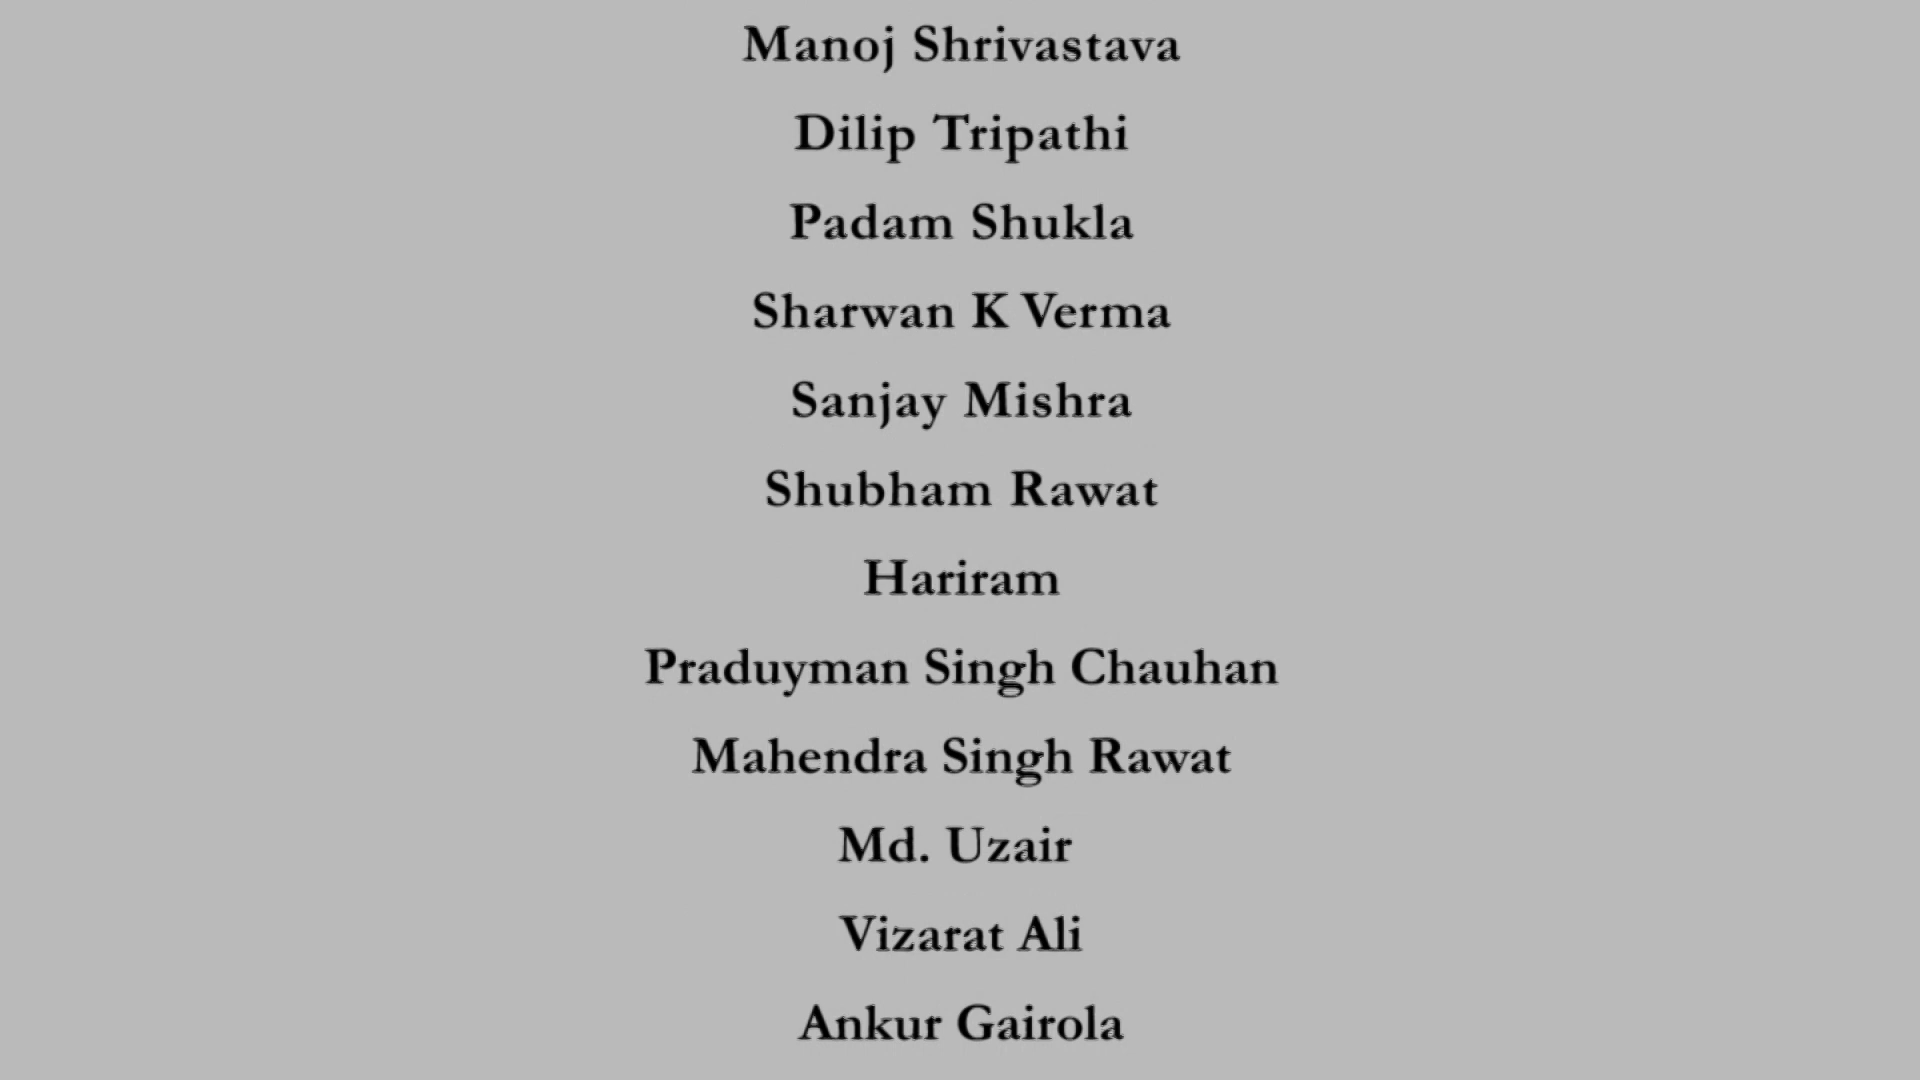 Manoj Shrivastava
Dilip Tripathi
Padam Shukla
Sharwan K Verma
Sanjay Mishra
Shubham Rawat
Hariram
Praduyman Singh Chauhan
Mahendra Singh Rawat
Md. Uzair
Vizarat Ali
Ankur Gairola